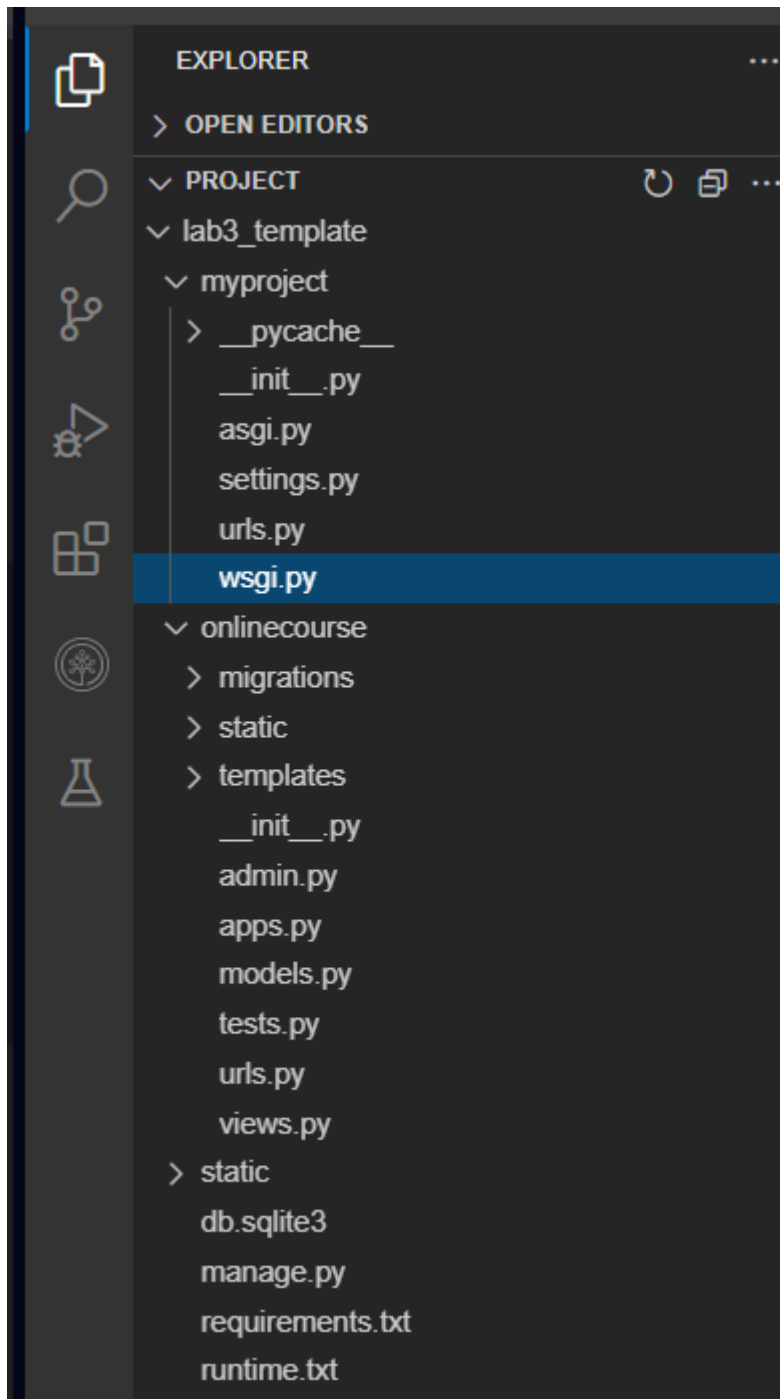 EXPLORER
OPEN EDITORS
PROJECT
lab3_template
myproject
__pycache__
__init__.py
asgi.py
settings.py
urls.py
wsgi.py
onlinecourse
migrations
static
templates
__init__.py
admin.py
apps.py
models.py
tests.py
urls.py
views.py
static
db.sqlite3
manage.py
requirements.txt
runtime.txt